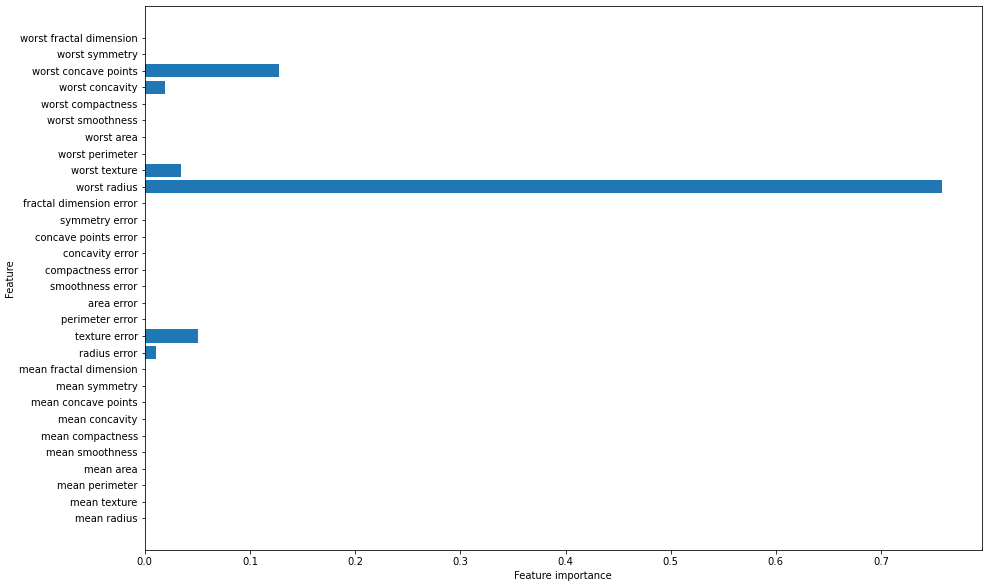 worst fractal dimension
worst symmetry
worst concave points
worst concavity
worst compactness
worst smoothness
worst area
worst perimeter
worst texture
worst radius
fractal dimension error
symmetry error
concave points error
concavity error
compactness error
smoothness error
area error
perimeter error
texture error
radius error
mean fractal dimension
mean symmetry
mean concave points
mean concavity
mean compactness
mean smoothness
mean area
mean perimeter
mean texture
mean radius
Feature
0.0 0.1 0.2 0.3 0.4 0.5 0.6 0.7
Feature importance